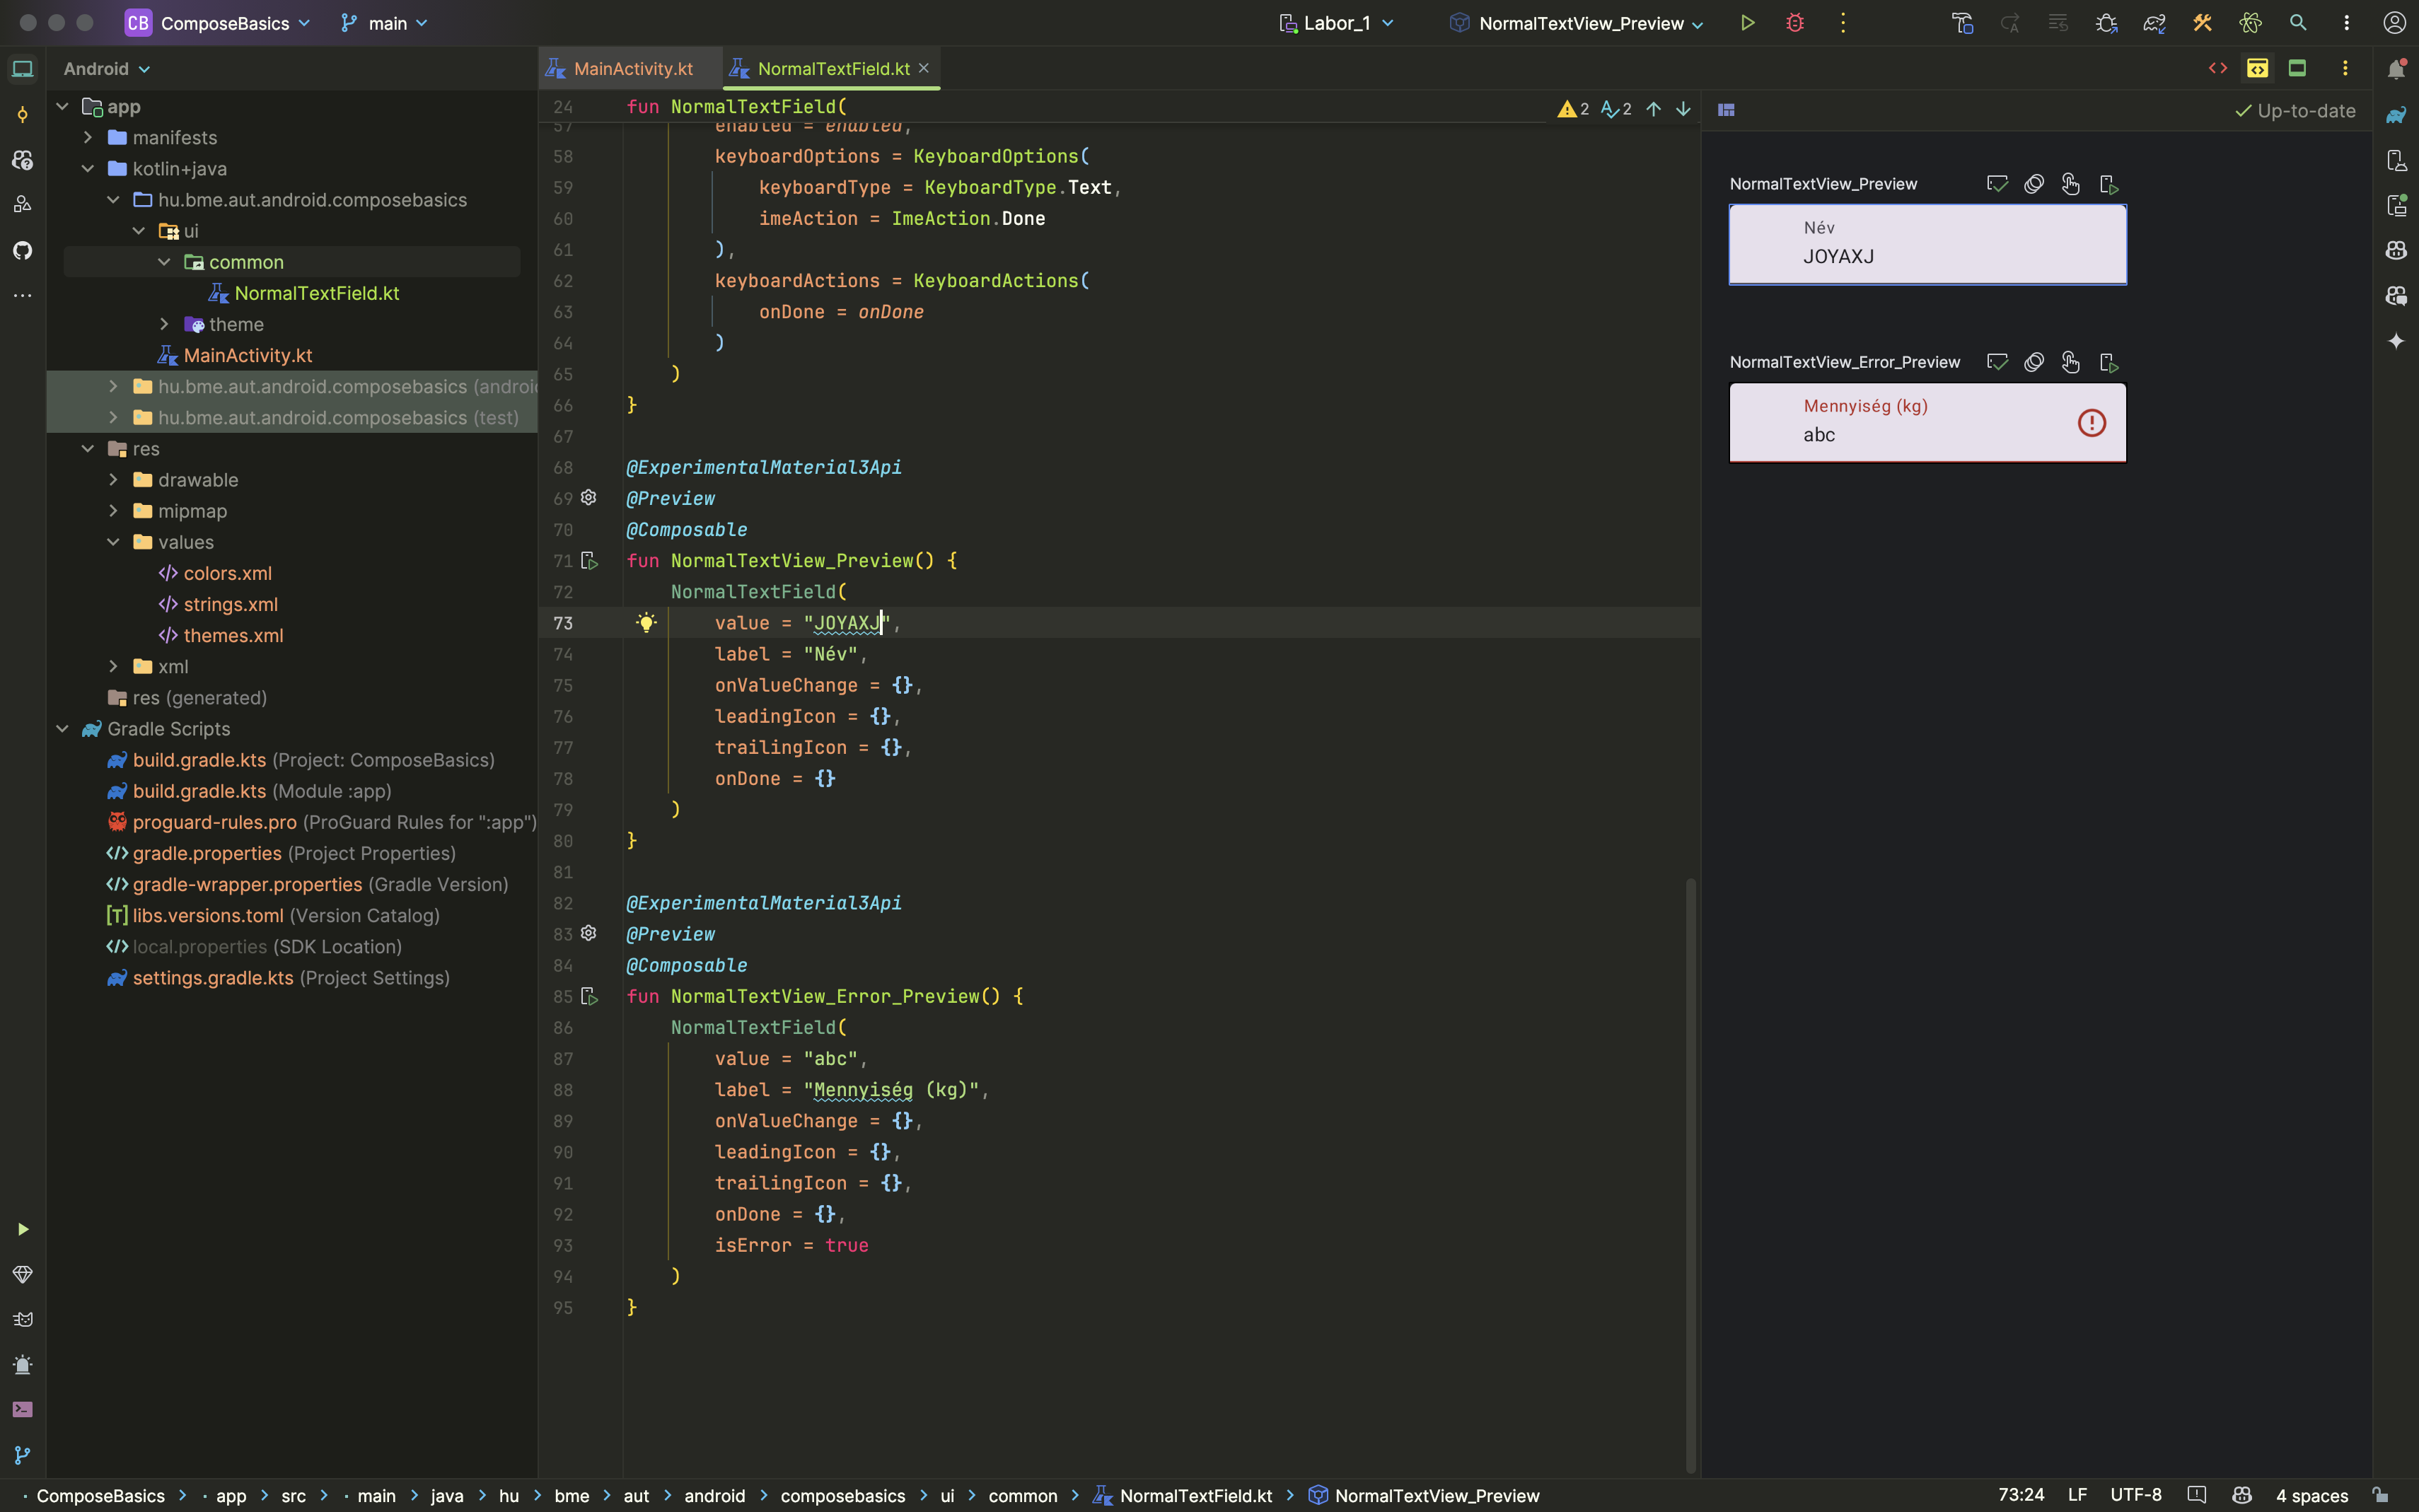 CB ComposeBasics main Labor_1 NormalTextView_Preview
Android
app
manifests
kotlin+java
hu.bme.aut.android.composebasics
ui
common
NormalTextField.kt
theme
MainActivity.kt
hu.bme.aut.android.composebasics
hu.bme.aut.android.composebasics (test)
res
drawable
mipmap
values
colors.xml
strings.xml
themes.xml
xml
res (generated)
Gradle Scripts
build.gradle.kts (Project: ComposeBasics)
build.gradle.kts (Module :app)
proguard-rules.pro (ProGuard Rules for ":app")
gradle.properties (Project Properties)
gradle-wrapper.properties (Gradle Version)
[T] libs.versions.toml (Version Catalog)
local.properties (SDK Location)
settings.gradle.kts (Project Settings)
MainActivity.kt NormalTextField.kt
24 fun NormalTextField( 2 2
57 enabled = enabled,
58 keyboardOptions = KeyboardOptions(
59 keyboardType = KeyboardType.Text,
60 imeAction = ImeAction.Done
61 ),
62 keyboardActions = KeyboardActions(
63 onDone = onDone
64 )
65 )
66 }
67
68 @ExperimentalMaterial3Api
69 @Preview
70 @Composable
71 fun NormalTextView_Preview() {
72 NormalTextField(
73 value = "JOYAXJ",
74 label = "Név",
75 onValueChange = {},
76 leadingIcon = {},
77 trailingIcon = {},
78 onDone = {}
79 )
80 }
81
82 @ExperimentalMaterial3Api
83 @Preview
84 @Composable
85 fun NormalTextView_Error_Preview() {
86 NormalTextField(
87 value = "abc",
88 label = "Mennyiség (kg)",
89 onValueChange = {},
90 leadingIcon = {},
91 trailingIcon = {},
92 onDone = {},
93 isError = true
94 )
95 }
Up-to-date
NormalTextView_Preview
Név
JOYAXJ
NormalTextView_Error_Preview
Mennyiség (kg)
abc
ComposeBasics app src main java hu bme aut android composebasics ui common NormalTextField.kt NormalTextView_Preview 73:24 LF UTF-8 4 spaces